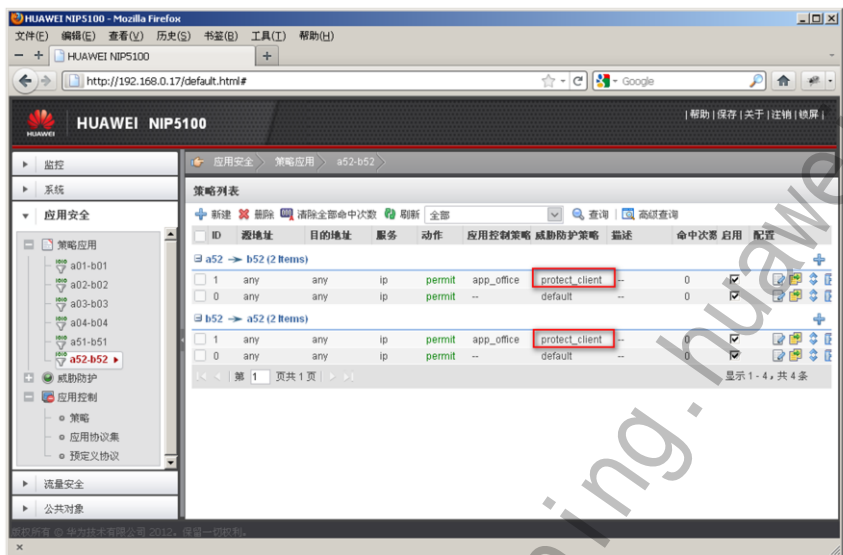 HUAWEI NIP5100 - Mozilla Firefox
文件(F) 编辑(E) 查看(V) 历史(S) 书签(B) 工具(T) 帮助(H)
HUAWEI NIP5100
http://192.168.0.17/default.html# Google
HUAWEI HUAWEI NIP5100 | 帮助 | 保存 | 关于 | 注销 | 锁屏 |
应用安全 策略应用 a52-b52
监控
系统
应用安全
策略应用
a01-b01
a02-b02
a03-b03
a04-b04
a51-b51
a52-b52
威胁防护
应用控制
策略
应用协议集
预定义协议
流量安全
公共对象
策略列表
新建 删除 清除全部命中次数 刷新 全部 查询 高级查询
ID 源地址 目的地址 服务 动作 应用控制策略 威胁防护策略 描述 命中次数 启用 配置
a52 -> b52 (2 Items)
1 any any ip permit app_office protect_client -- 0
0 any any ip permit -- default -- 0
b52 -> a52 (2 Items)
1 any any ip permit app_office protect_client -- 0
0 any any ip permit -- default -- 0
第 1 页共 1 页 显示 1 - 4，共 4 条
版权所有 © 华为技术有限公司 2012。保留一切权利。
ing.huawe